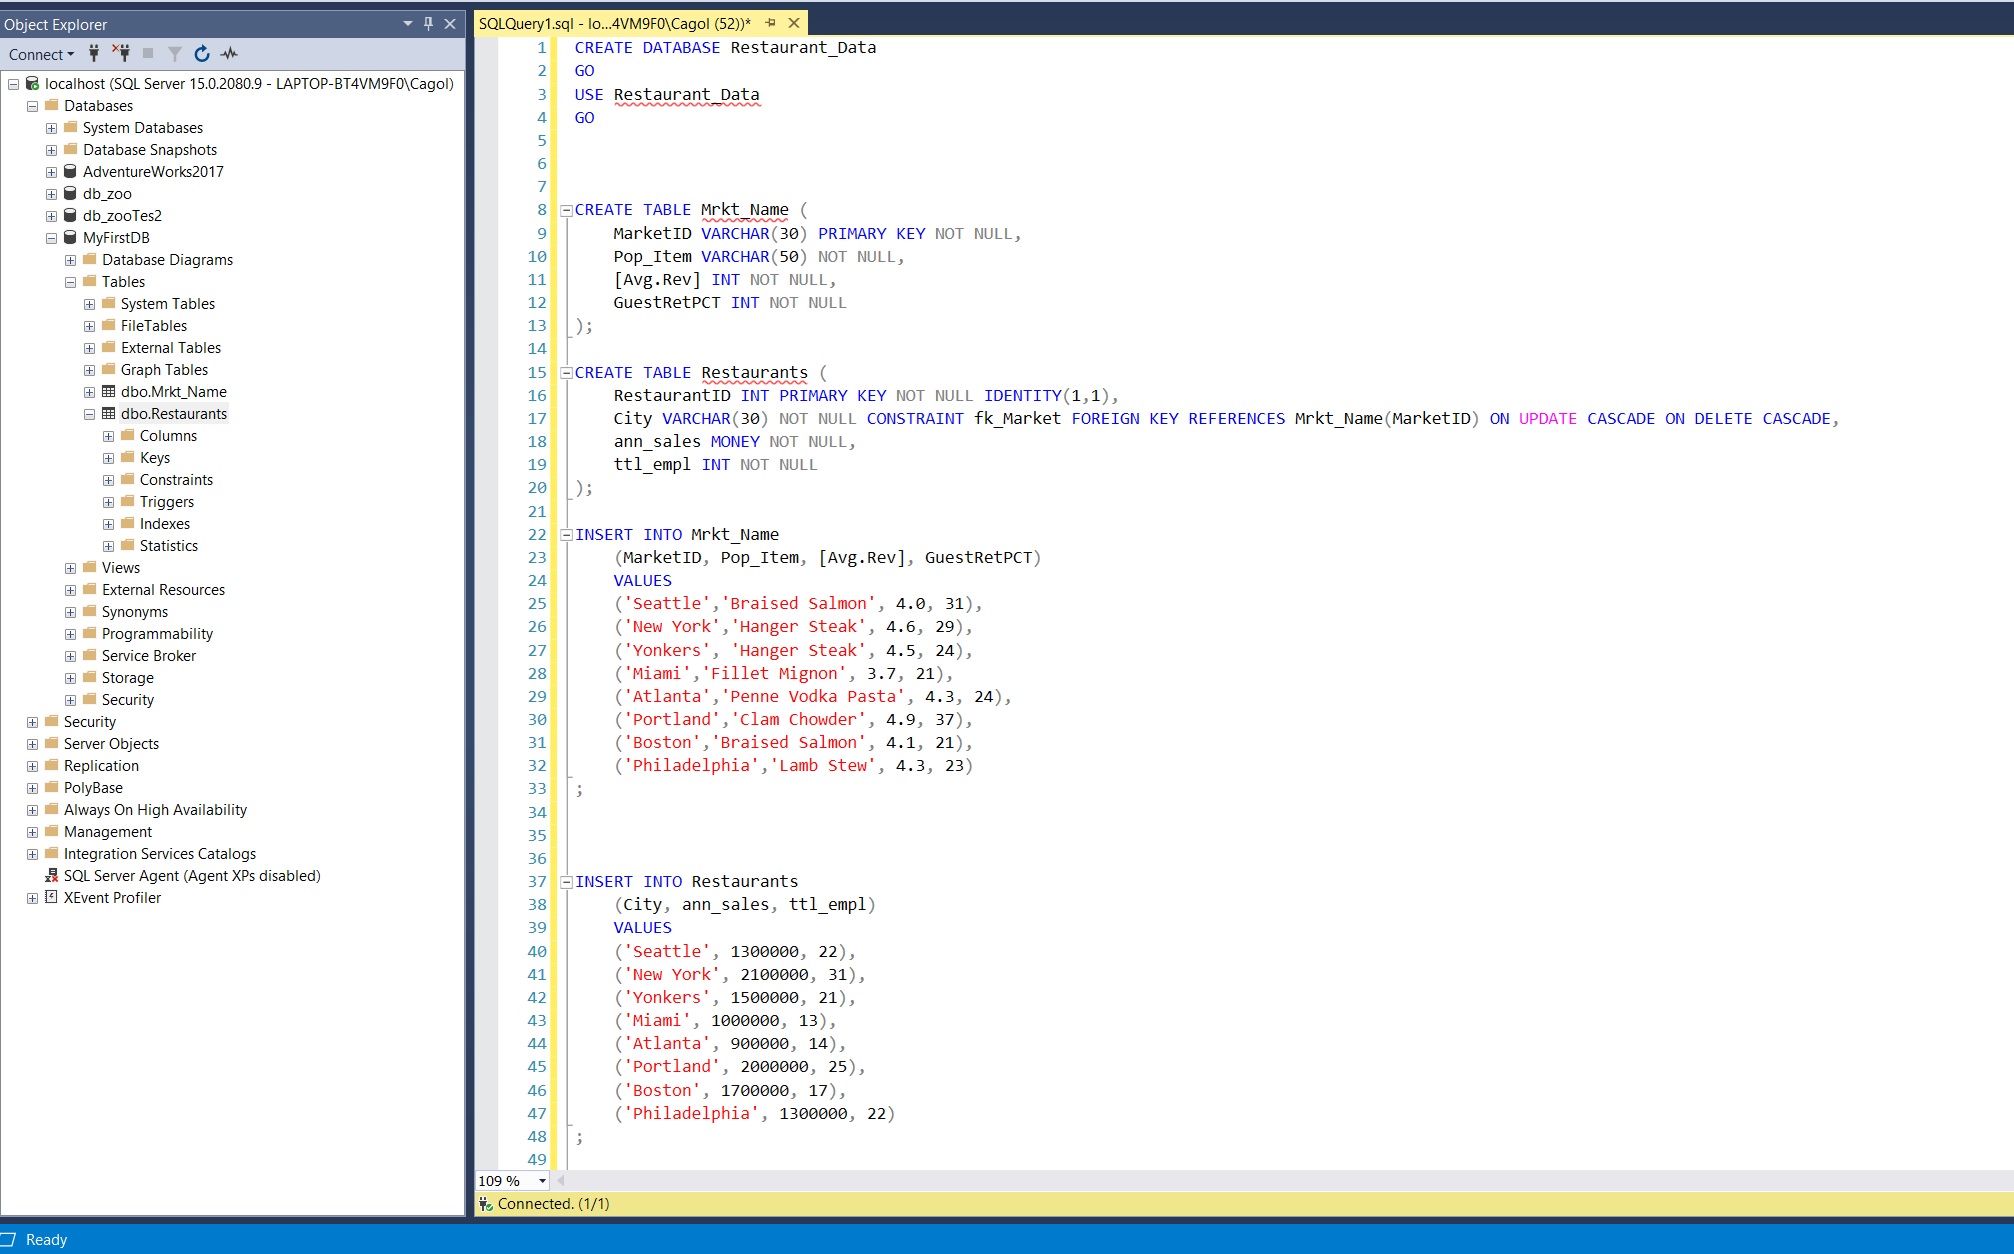 Object Explorer
Connect
localhost (SQL Server 15.0.2080.9 - LAPTOP-BT4VM9F0\Cagol)
Databases
System Databases
Database Snapshots
AdventureWorks2017
db_zoo
db_zooTes2
MyFirstDB
Database Diagrams
Tables
System Tables
FileTables
External Tables
Graph Tables
dbo.Mrkt_Name
dbo.Restaurants
Columns
Keys
Constraints
Triggers
Indexes
Statistics
Views
External Resources
Synonyms
Programmability
Service Broker
Storage
Security
Security
Server Objects
Replication
PolyBase
Always On High Availability
Management
Integration Services Catalogs
SQL Server Agent (Agent XPs disabled)
XEvent Profiler
SQLQuery1.sql - lo...4VM9F0\Cagol (52))*
1 CREATE DATABASE Restaurant_Data
2 GO
3 USE Restaurant_Data
4 GO
5
6
7
8 CREATE TABLE Mrkt_Name (
9 MarketID VARCHAR(30) PRIMARY KEY NOT NULL,
10 Pop_Item VARCHAR(50) NOT NULL,
11 [Avg.Rev] INT NOT NULL,
12 GuestRetPCT INT NOT NULL
13 );
14
15 CREATE TABLE Restaurants (
16 RestaurantID INT PRIMARY KEY NOT NULL IDENTITY(1,1),
17 City VARCHAR(30) NOT NULL CONSTRAINT fk_Market FOREIGN KEY REFERENCES Mrkt_Name(MarketID) ON UPDATE CASCADE ON DELETE CASCADE,
18 ann_sales MONEY NOT NULL,
19 ttl_empl INT NOT NULL
20 );
21
22 INSERT INTO Mrkt_Name
23 (MarketID, Pop_Item, [Avg.Rev], GuestRetPCT)
24 VALUES
25 ('Seattle','Braised Salmon', 4.0, 31),
26 ('New York','Hanger Steak', 4.6, 29),
27 ('Yonkers', 'Hanger Steak', 4.5, 24),
28 ('Miami','Fillet Mignon', 3.7, 21),
29 ('Atlanta','Penne Vodka Pasta', 4.3, 24),
30 ('Portland','Clam Chowder', 4.9, 37),
31 ('Boston','Braised Salmon', 4.1, 21),
32 ('Philadelphia','Lamb Stew', 4.3, 23)
33 ;
34
35
36
37 INSERT INTO Restaurants
38 (City, ann_sales, ttl_empl)
39 VALUES
40 ('Seattle', 1300000, 22),
41 ('New York', 2100000, 31),
42 ('Yonkers', 1500000, 21),
43 ('Miami', 1000000, 13),
44 ('Atlanta', 900000, 14),
45 ('Portland', 2000000, 25),
46 ('Boston', 1700000, 17),
47 ('Philadelphia', 1300000, 22)
48 ;
49
109 %
Connected. (1/1)
Ready